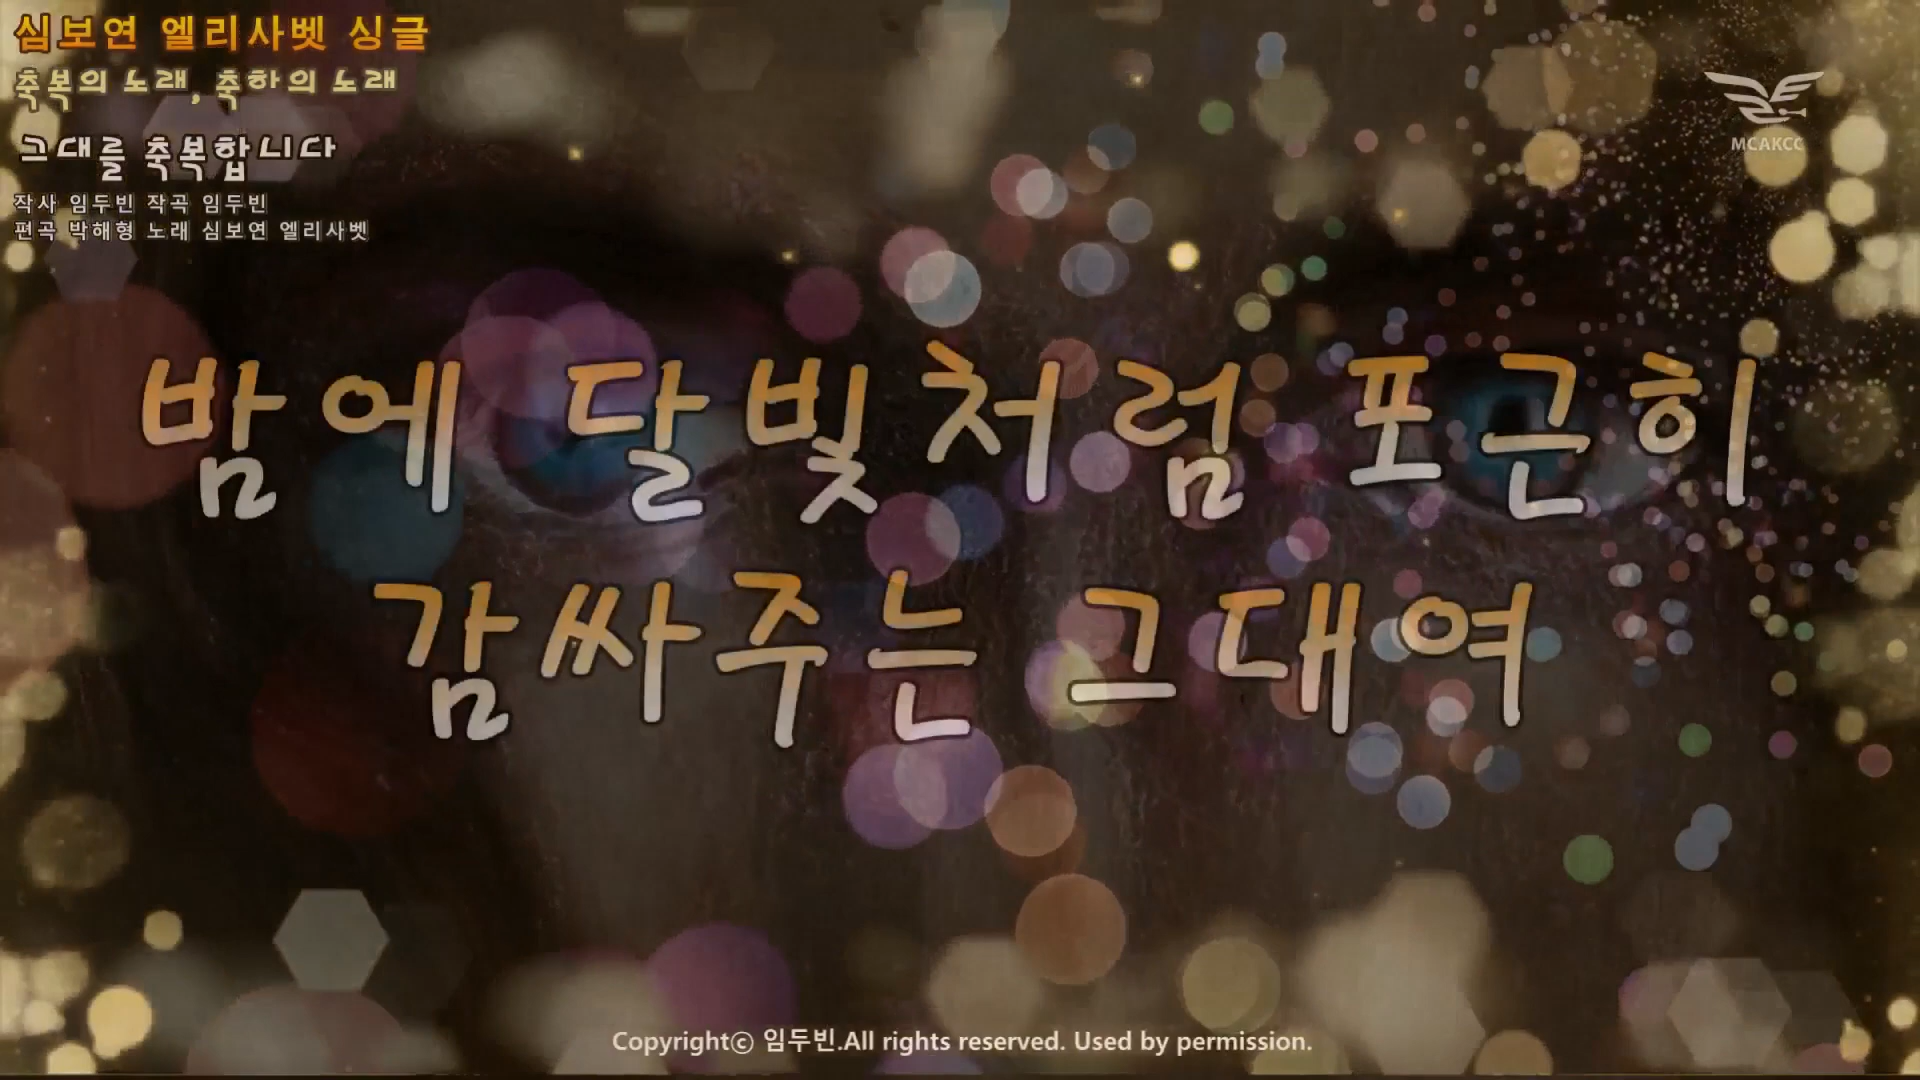 심보연 엘리사벳 싱글
축복의 노래, 축하의 노래
그대를 축복합니다
작사 임두빈 작곡 임두빈
편곡 박해형 노래 심보연 엘리사벳
MCAKCC
밤에 달빛처럼 포근히
감싸주는 그대여
Copyrightⓒ 임두빈.All rights reserved. Used by permission.